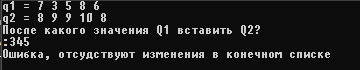 q1 = 7 3 5 8 6
q2 = 8 9 9 10 8
После какого значения Q1 вставить Q2?
:345
Ошибка, отсудствуют изменения в конечном списке